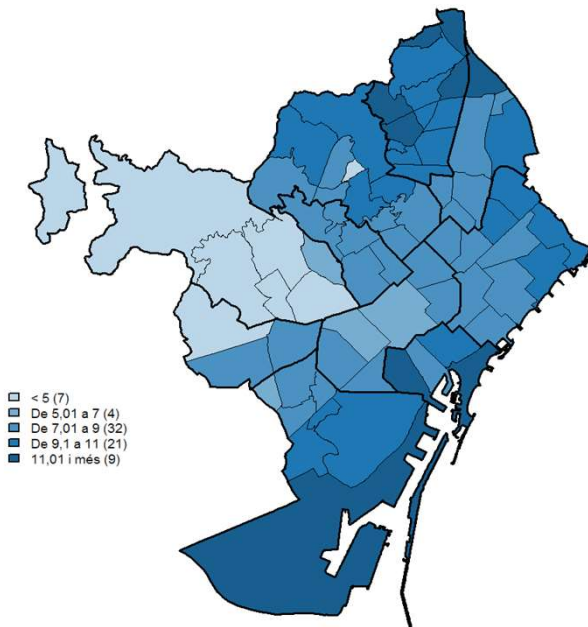 < 5 (7)
De 5,01 a 7 (4)
De 7,01 a 9 (32)
De 9,1 a 11 (21)
11,01 i més (9)